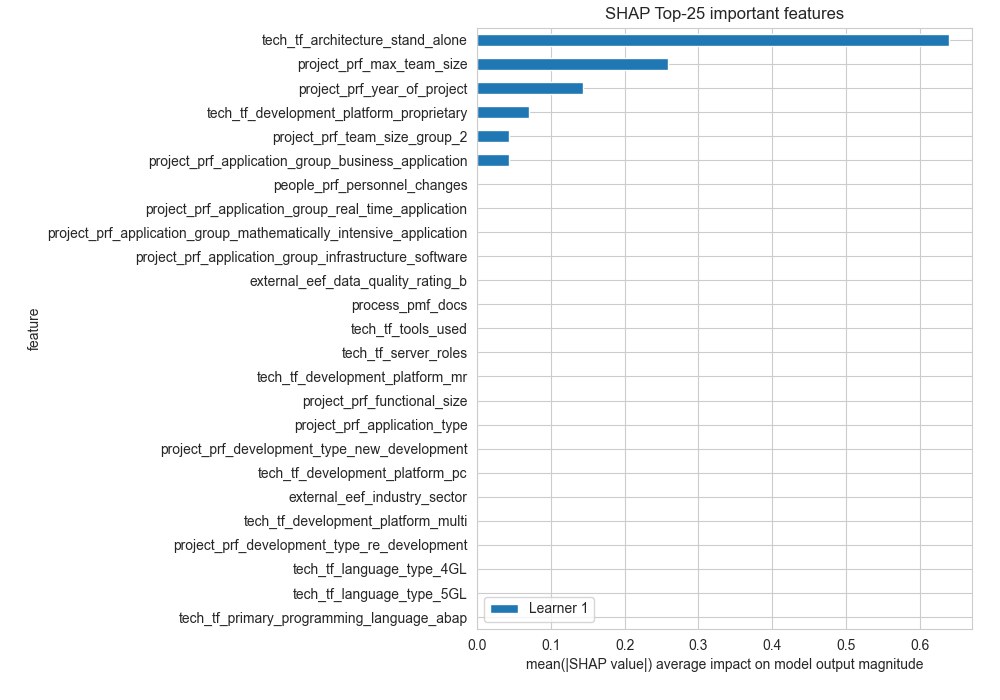 SHAP Top-25 important features
tech_tf_architecture_stand_alone
project_prf_max_team_size
project_prf_year_of_project
tech_tf_development_platform_proprietary
project_prf_team_size_group_2
project_prf_application_group_business_application
people_prf_personnel_changes
project_prf_application_group_real_time_application
project_prf_application_group_mathematically_intensive_application
project_prf_application_group_infrastructure_software
external_eef_data_quality_rating_b
process_pmf_docs
tech_tf_tools_used
tech_tf_server_roles
tech_tf_development_platform_mr
project_prf_functional_size
project_prf_application_type
project_prf_development_type_new_development
tech_tf_development_platform_pc
external_eef_industry_sector
tech_tf_development_platform_multi
project_prf_development_type_re_development
tech_tf_language_type_4GL
tech_tf_language_type_5GL
tech_tf_primary_programming_language_abap
feature
Learner 1
0.0 0.1 0.2 0.3 0.4 0.5 0.6
mean(|SHAP value|) average impact on model output magnitude